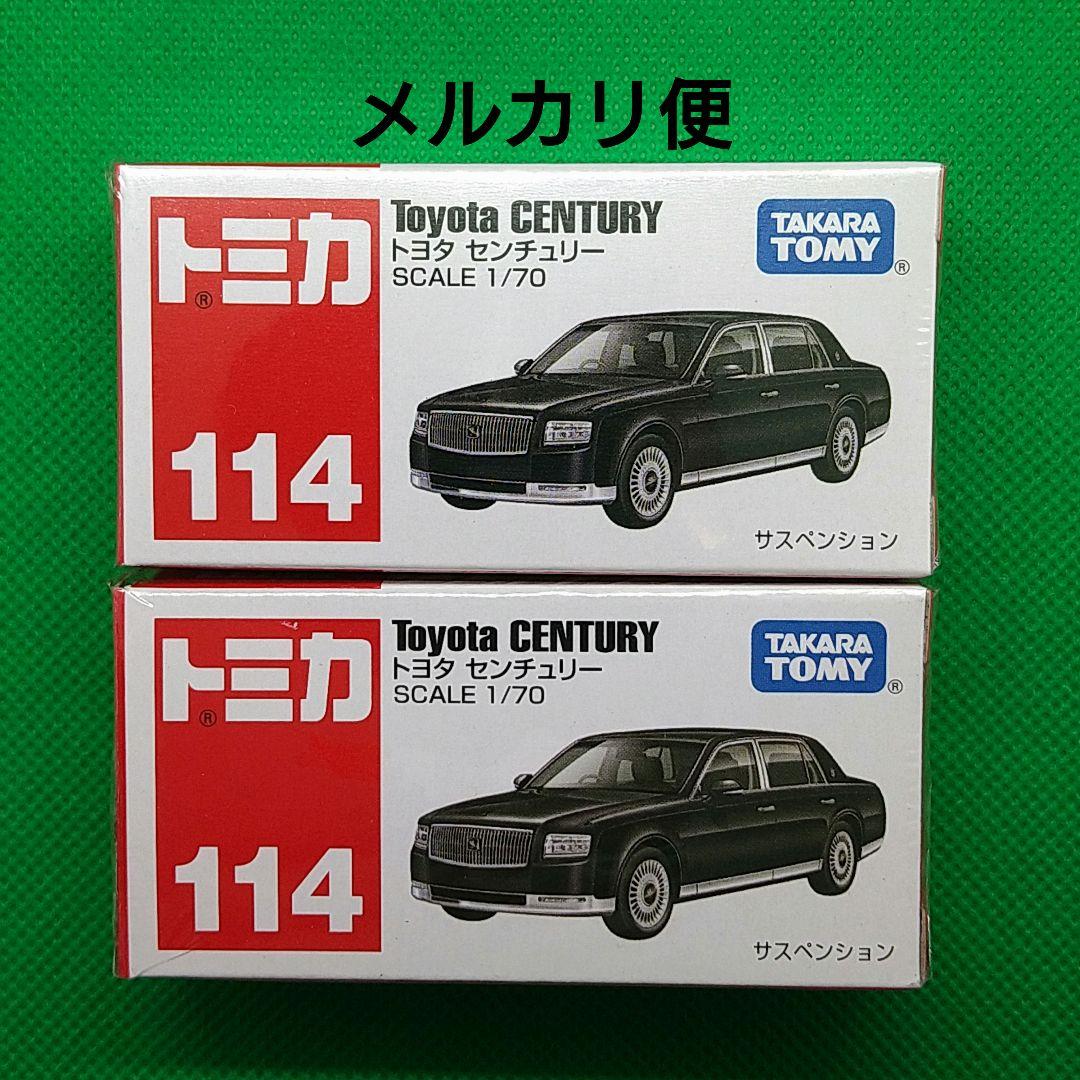 メルカリ便
トミカ®
Toyota CENTURY
トヨタ センチュリー
SCALE 1/70
TAKARA
TOMY®
114
サスペンション
トミカ®
Toyota CENTURY
トヨタ センチュリー
SCALE 1/70
TAKARA
TOMY®
114
サスペンション